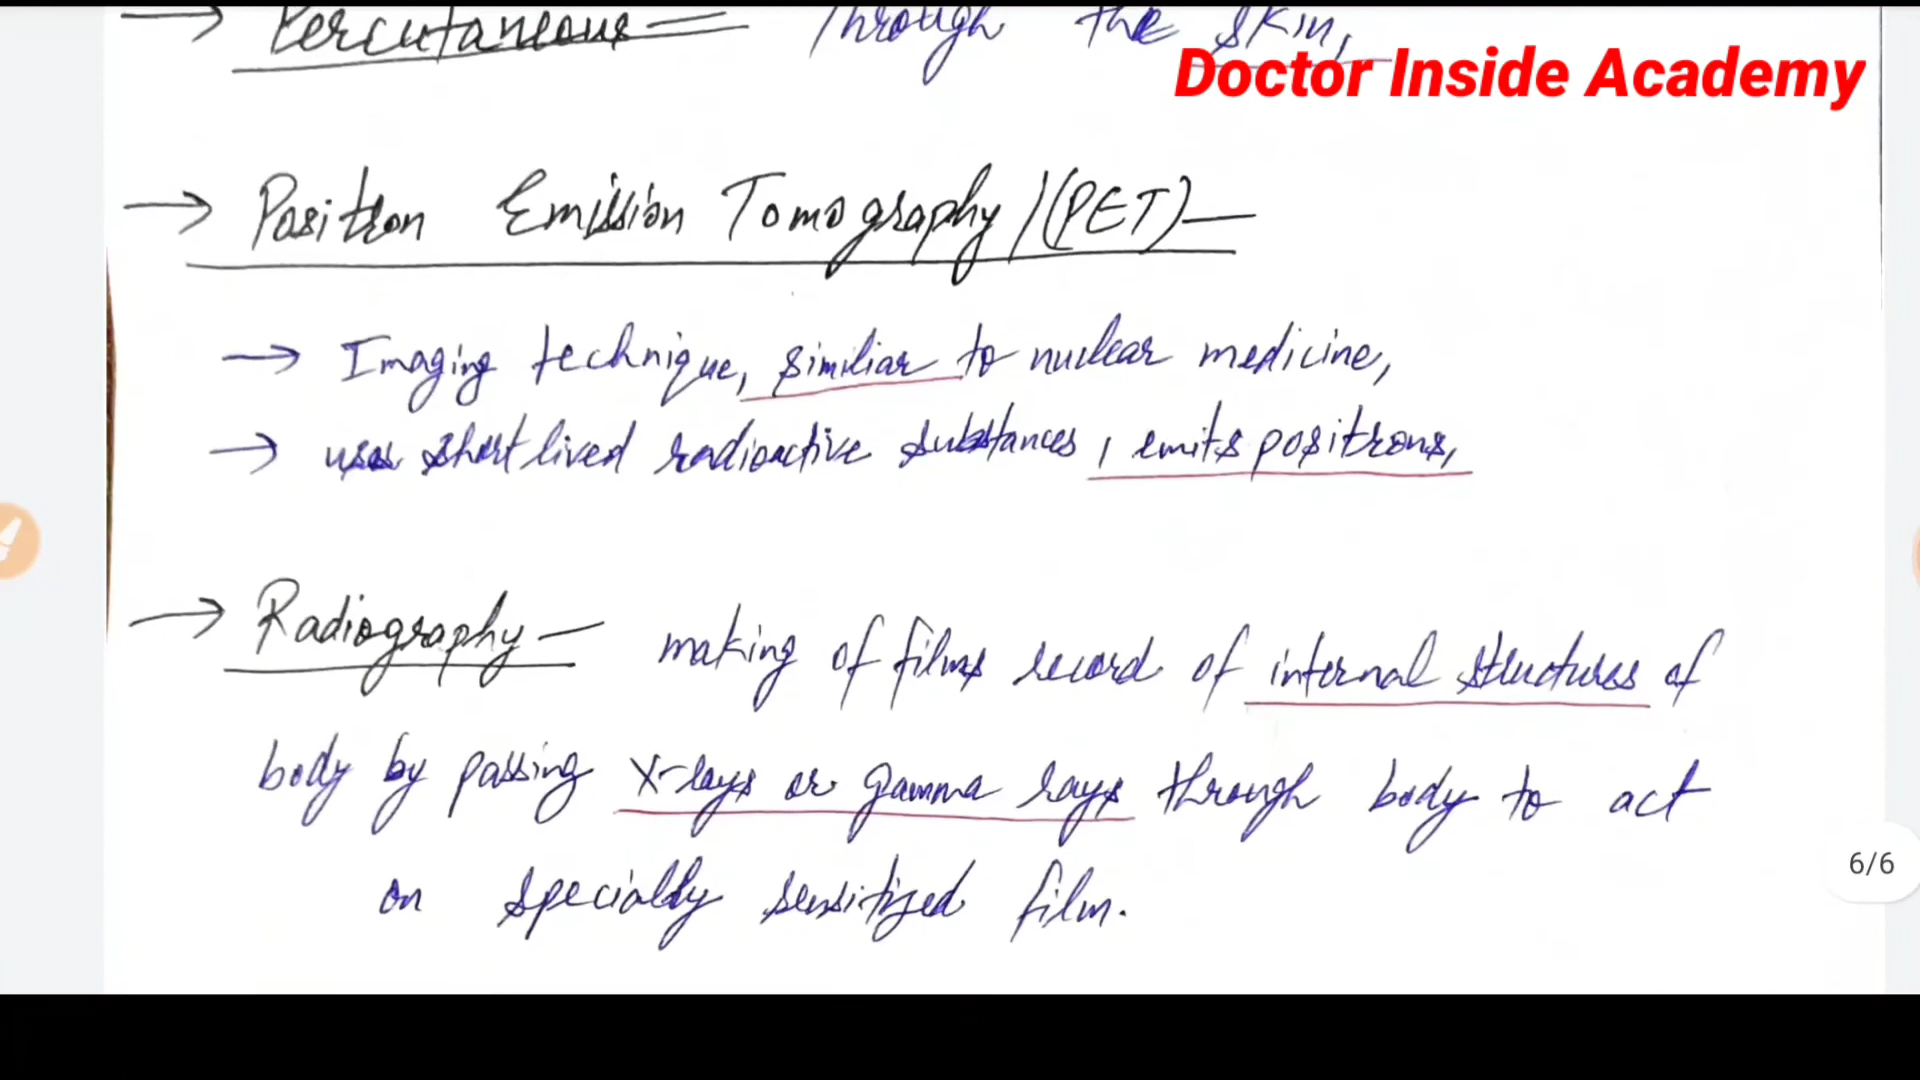 → Percutaneous — Through the skin,
Doctor Inside Academy
→ Positron Emission Tomography / (PET) —
→ Imaging technique, similiar to nuclear medicine,
→ uses short lived radioactive substances, emits positrons,
→ Radiography — making of films record of internal structures of
body by passing X-rays or gamma rays through body to act
on specially sensitized film.
6/6